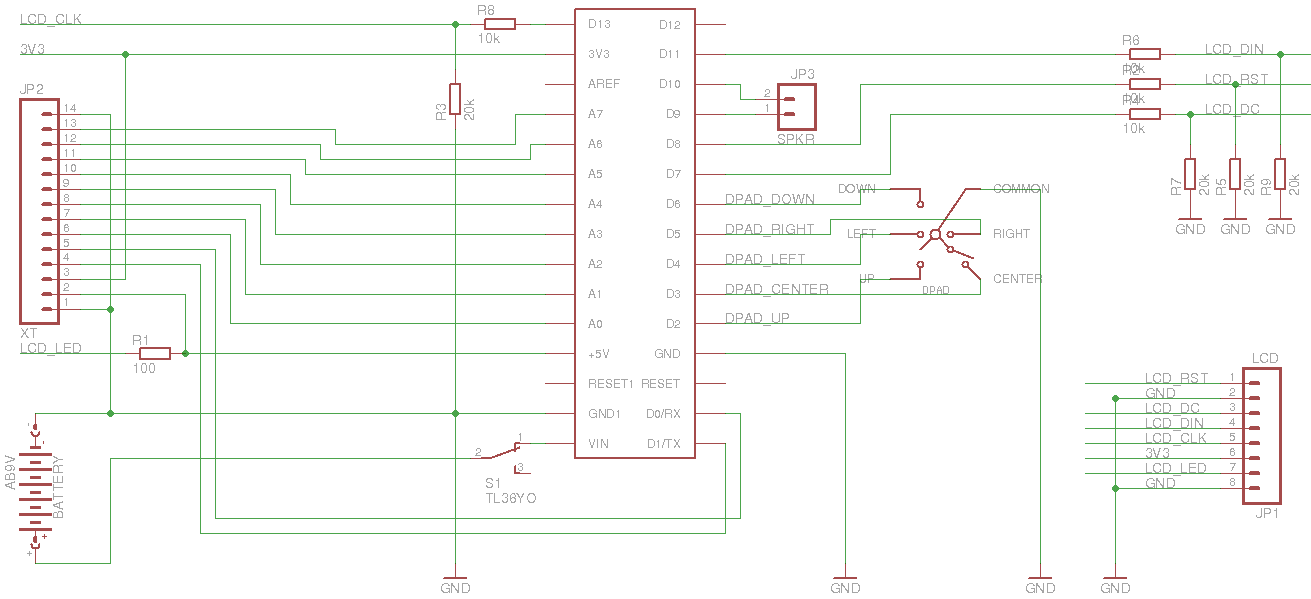 LCD_CLK
R8
10k
3V3
R3
20k
JP2
14
13
12
11
10
9
8
7
6
5
4
3
2
1
XT
LCD_LED
R1
100
AB9V
BATTERY
-
-
+
+
S1
TL36YO
1
2
3
GND
D13
3V3
AREF
A7
A6
A5
A4
A3
A2
A1
A0
+5V
RESET1
GND1
VIN
D12
D11
D10
D9
D8
D7
D6
D5
D4
D3
D2
GND
RESET
D0/RX
D1/TX
JP3
2
1
SPKR
DPAD_DOWN
DPAD_RIGHT
DPAD_LEFT
DPAD_CENTER
DPAD_UP
DOWN
LEFT
UP
COMMON
RIGHT
CENTER
DPAD
GND
GND
R6
10k
LCD_DIN
LCD_RST
LCD_DC
R7
20k
R5
20k
R9
20k
GND
GND
GND
LCD
LCD_RST 1
GND 2
LCD_DC 3
LCD_DIN 4
LCD_CLK 5
3V3 6
LCD_LED 7
GND 8
JP1
GND